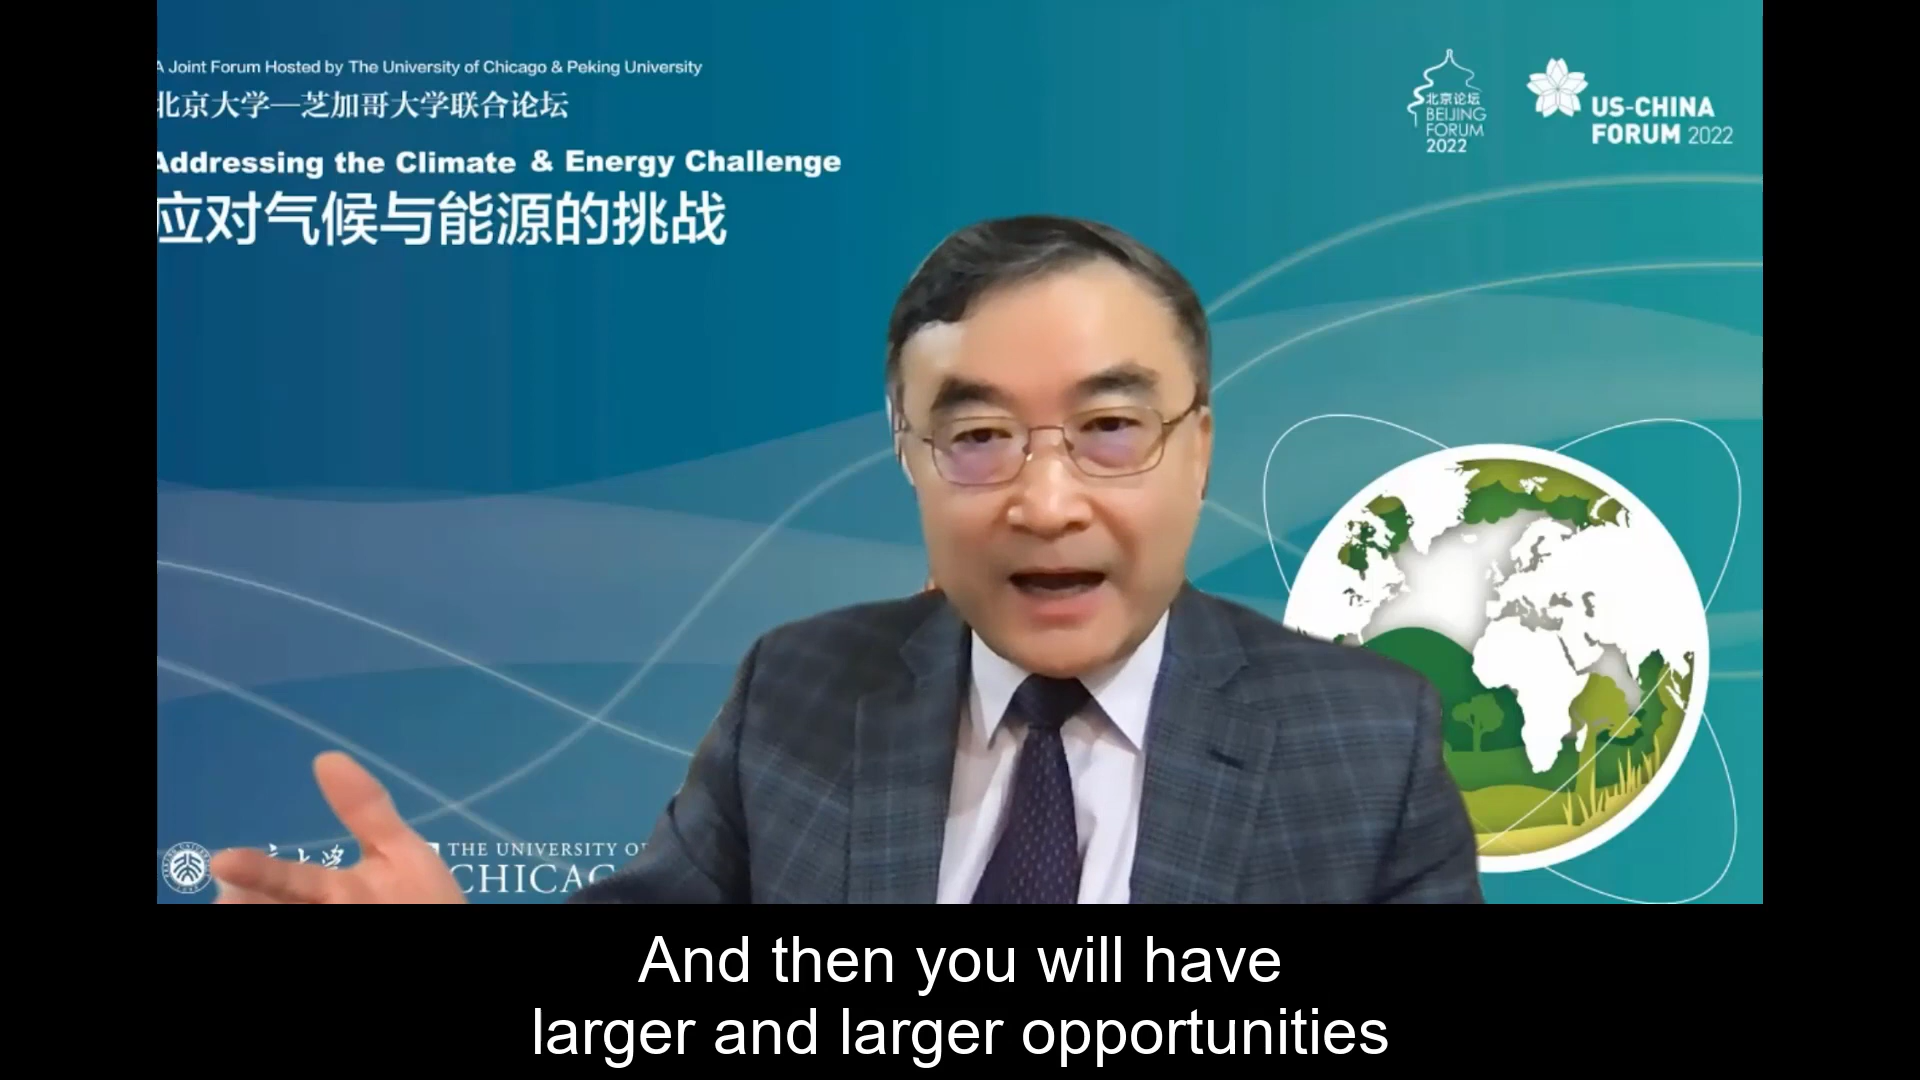 A Joint Forum Hosted by The University of Chicago & Peking University
北京大学—芝加哥大学联合论坛
Addressing the Climate & Energy Challenge
应对气候与能源的挑战
北京论坛
BEIJING
FORUM
2022
US-CHINA
FORUM 2022
THE UNIVERSITY OF
CHICAG
And then you will have
larger and larger opportunities